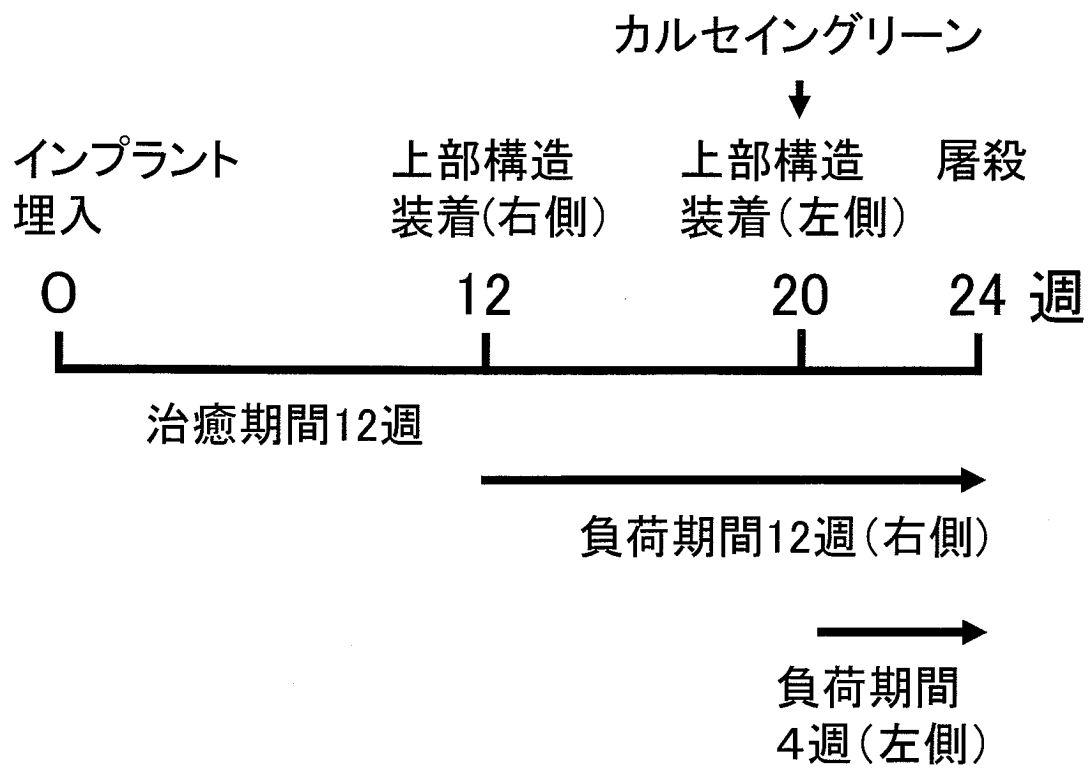 カルセイングリーン
インプラント
埋入
上部構造
装着(右側)
上部構造
装着(左側)
屠殺
0
12
20
24 週
治癒期間12週
負荷期間12週(右側)
負荷期間
4週(左側)